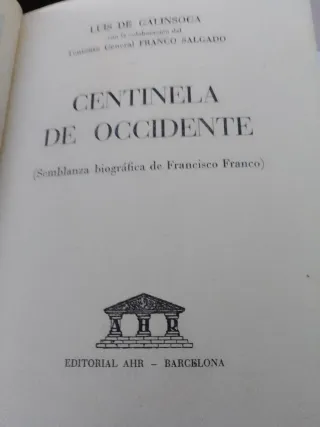 LUIS DE GALINSOGA
con la colaboración del
Teniente General FRANCO SALGADO
CENTINELA
DE OCCIDENTE
(Semblanza biográfica de Francisco Franco)
AHR
EDITORIAL AHR – BARCELONA